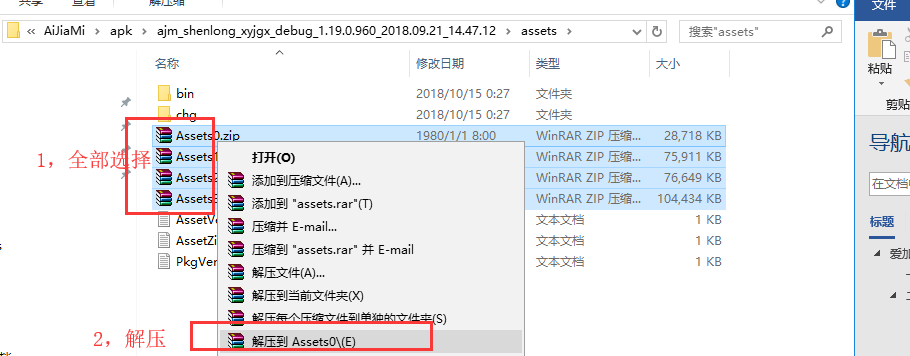 文件
« AiJiaMi › apk › ajm_shenlong_xyjgx_debug_1.19.0.960_2018.09.21_14.47.12 › assets ›
搜索"assets"
名称 修改日期 类型 大小
bin 2018/10/15 0:27 文件夹
chg 2018/10/15 0:27 文件夹
Assets0.zip 1980/1/1 8:00 WinRAR ZIP 压缩... 28,718 KB
Assets WinRAR ZIP 压缩... 75,911 KB
Assets WinRAR ZIP 压缩... 76,649 KB
Assets WinRAR ZIP 压缩... 104,434 KB
AssetVe 文本文档 1 KB
AssetZi 文本文档 1 KB
PkgVer 文本文档 1 KB
1，全部选择
打开(O)
添加到压缩文件(A)...
添加到 "assets.rar"(T)
压缩并 E-mail...
压缩到 "assets.rar" 并 E-mail
解压文件(A)...
解压到当前文件夹(X)
解压每个压缩文件到单独的文件夹(S)
解压到 Assets0\(E)
2，解压
粘贴
剪贴
导航
在文档中
标题
爱加